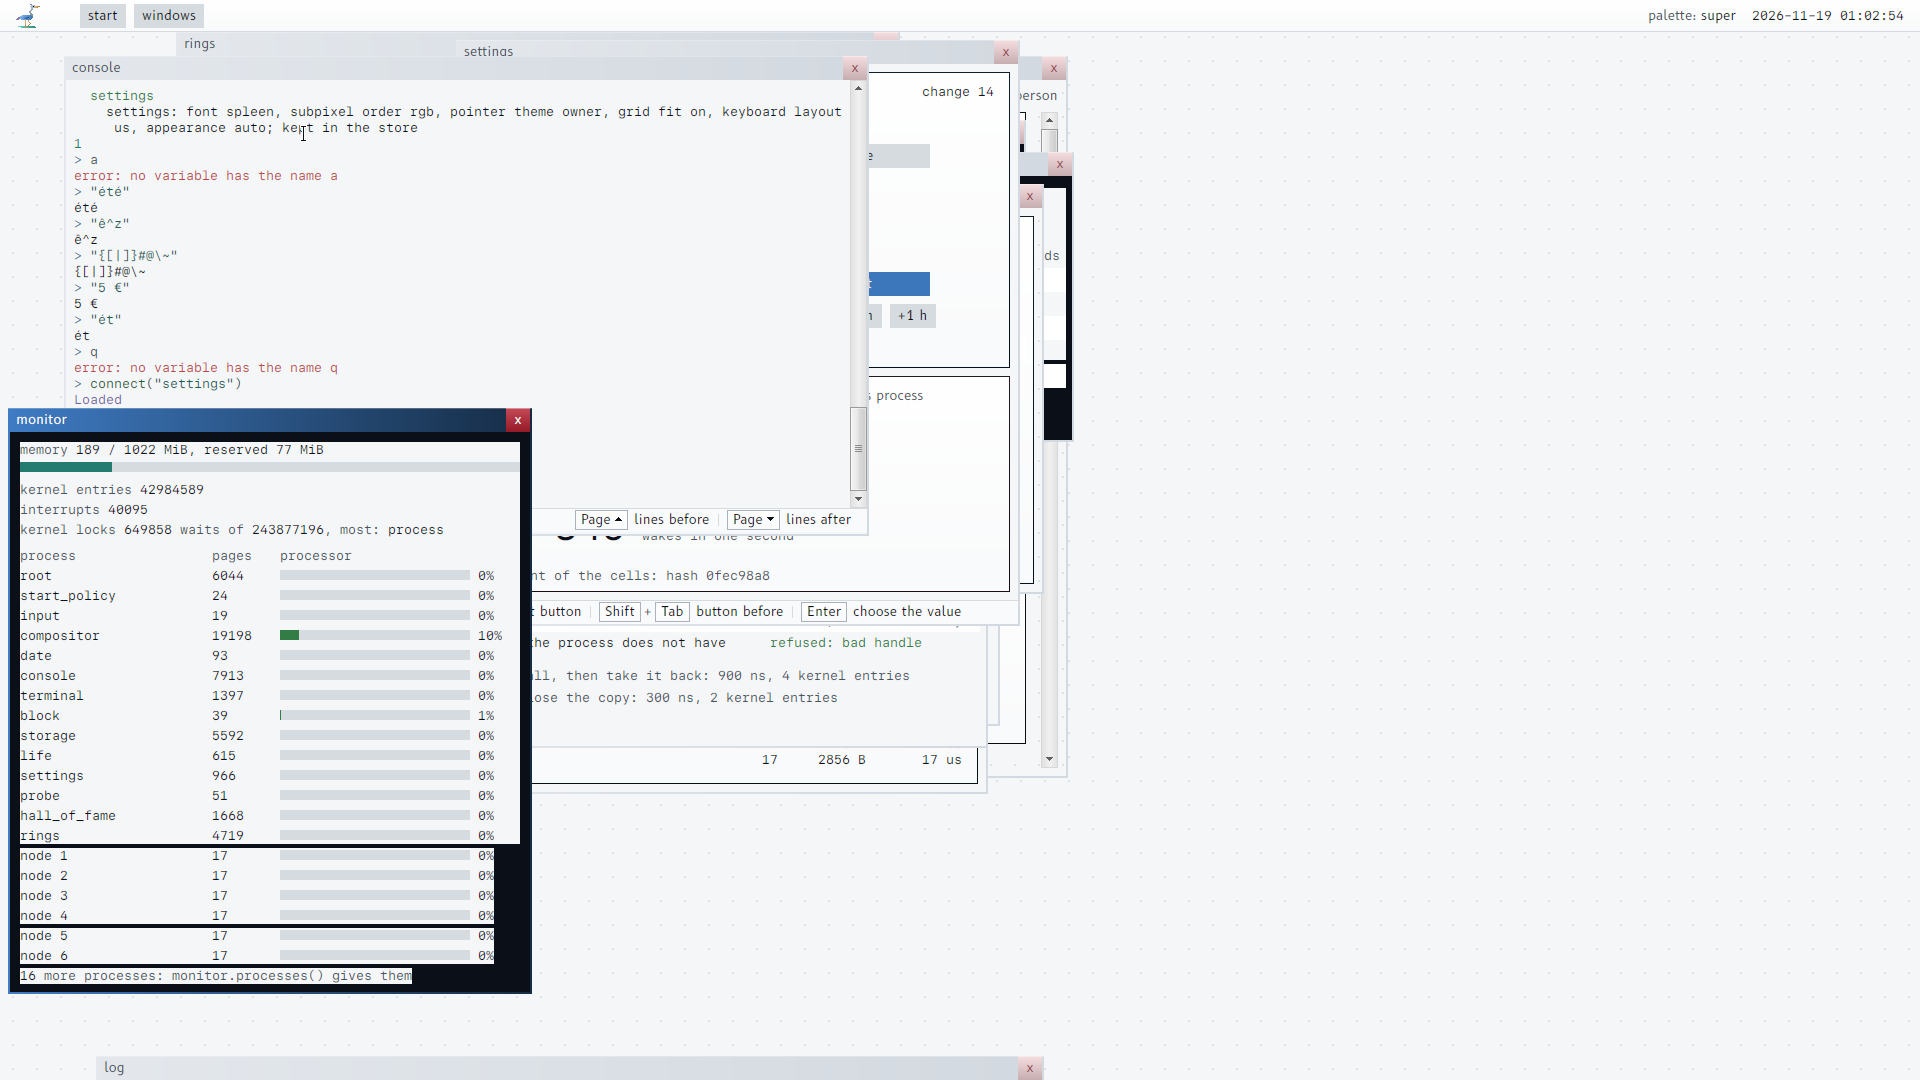 start windows palette: super 2026-11-19 01:02:54
rings
settings x
console x x
settings
settings: font spleen, subpixel order rgb, pointer theme owner, grid fit on, keyboard layout
us, appearance auto; kept in the store
1
> a
error: no variable has the name a
> "été"
été
> "ê^z"
ê^z
> "{[|]}#@\~"
{[|]}#@\~
> "5 €"
5 €
> "ét"
ét
> q
error: no variable has the name q
> connect("settings")
Loaded
Page lines before Page lines after
change 14
+1 h
process
wakes in one second
of the cells: hash 0fec98a8
button Shift + Tab button before Enter choose the value
x
x
the process does not have refused: bad handle
then take it back: 900 ns, 4 kernel entries
the copy: 300 ns, 2 kernel entries
17 2856 B 17 us
monitor x
memory 189 / 1022 MiB, reserved 77 MiB
kernel entries 42984589
interrupts 40095
kernel locks 649858 waits of 243877196, most: process
process pages processor
root 6044 0%
start_policy 24 0%
input 19 0%
compositor 19198 10%
date 93 0%
console 7913 0%
terminal 1397 0%
block 39 1%
storage 5592 0%
life 615 0%
settings 966 0%
probe 51 0%
hall_of_fame 1668 0%
rings 4719 0%
node 1 17 0%
node 2 17 0%
node 3 17 0%
node 4 17 0%
node 5 17 0%
node 6 17 0%
16 more processes: monitor.processes() gives them
log x